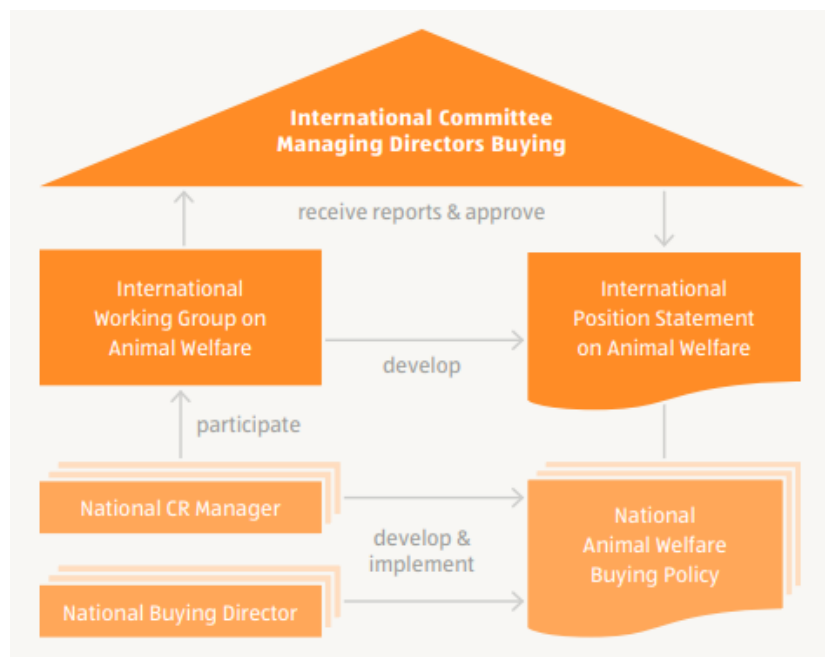 International Committee
Managing Directors Buying
receive reports & approve
International
Working Group on
Animal Welfare
develop
International
Position Statement
on Animal Welfare
participate
National CR Manager
develop &
implement
National Buying Director
National
Animal Welfare
Buying Policy